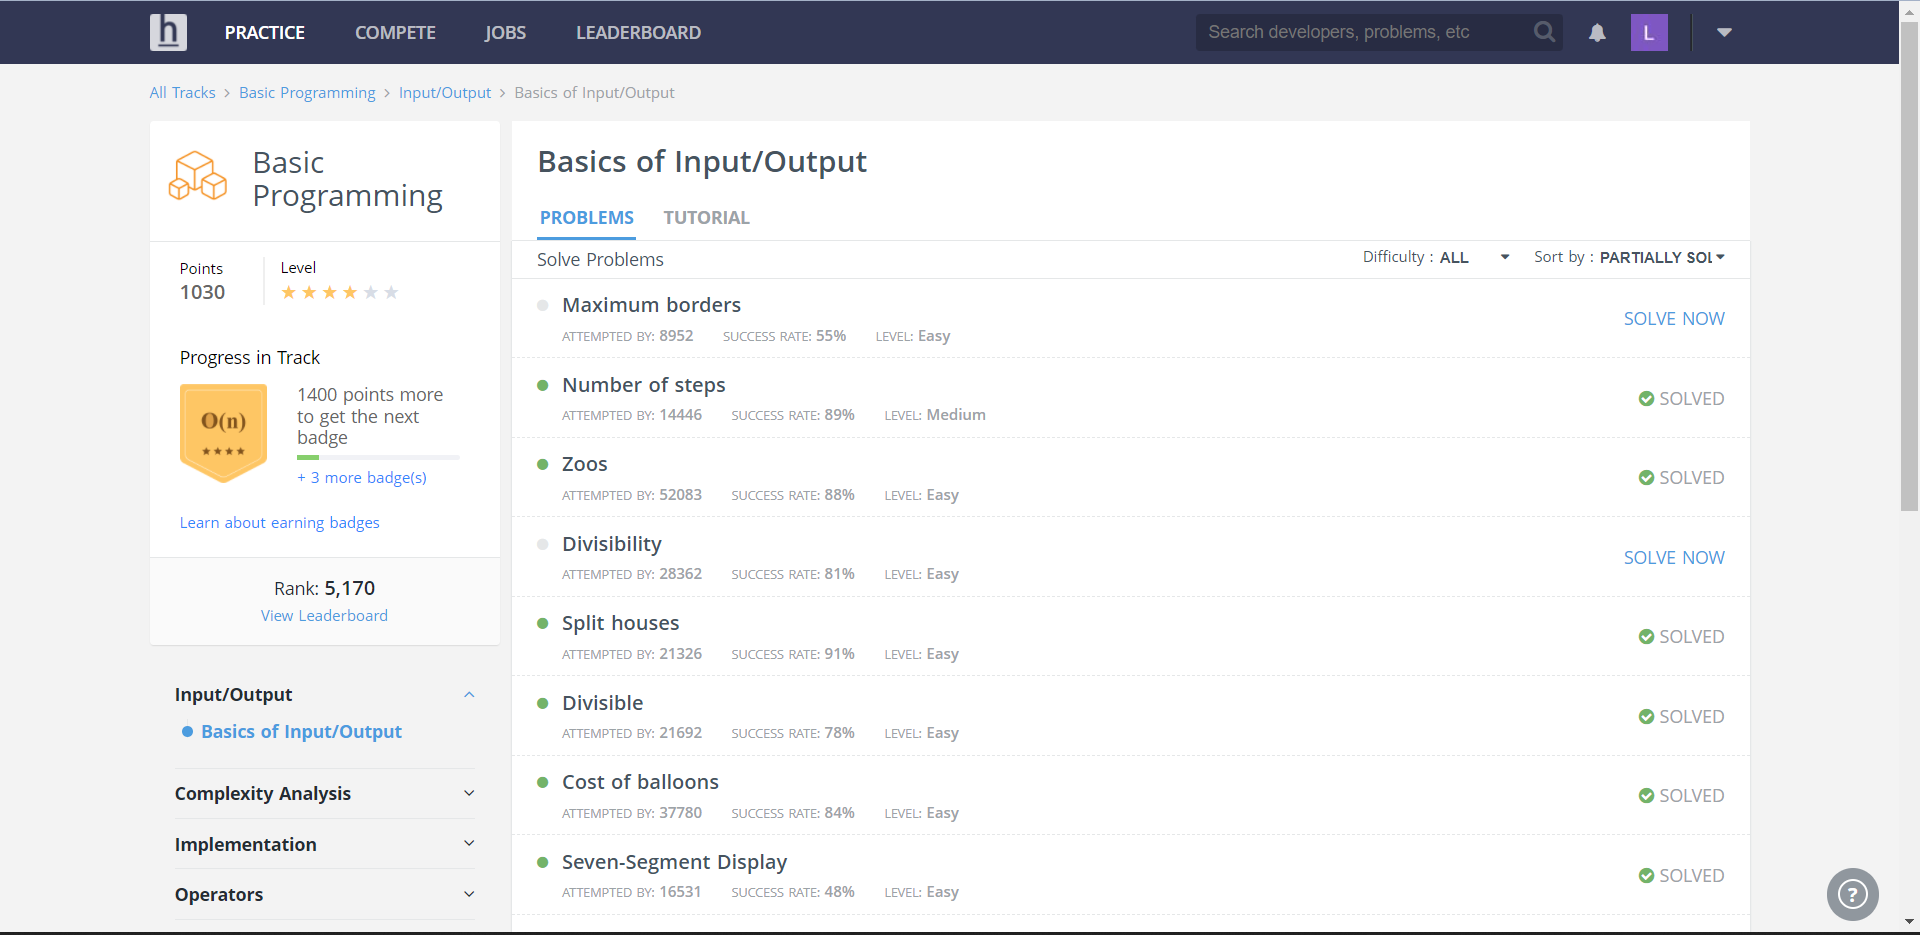 h PRACTICE COMPETE JOBS LEADERBOARD Search developers, problems, etc L
All Tracks > Basic Programming > Input/Output > Basics of Input/Output
Basic
Programming
Points
1030
Level
Progress in Track
O(n)
1400 points more
to get the next
badge
+ 3 more badge(s)
Learn about earning badges
Rank: 5,170
View Leaderboard
Input/Output
Basics of Input/Output
Complexity Analysis
Implementation
Operators
Basics of Input/Output
PROBLEMS TUTORIAL
Solve Problems Difficulty : ALL Sort by : PARTIALLY SOL
Maximum borders
ATTEMPTED BY: 8952 SUCCESS RATE: 55% LEVEL: Easy
SOLVE NOW
Number of steps
ATTEMPTED BY: 14446 SUCCESS RATE: 89% LEVEL: Medium
SOLVED
Zoos
ATTEMPTED BY: 52083 SUCCESS RATE: 88% LEVEL: Easy
SOLVED
Divisibility
ATTEMPTED BY: 28362 SUCCESS RATE: 81% LEVEL: Easy
SOLVE NOW
Split houses
ATTEMPTED BY: 21326 SUCCESS RATE: 91% LEVEL: Easy
SOLVED
Divisible
ATTEMPTED BY: 21692 SUCCESS RATE: 78% LEVEL: Easy
SOLVED
Cost of balloons
ATTEMPTED BY: 37780 SUCCESS RATE: 84% LEVEL: Easy
SOLVED
Seven-Segment Display
ATTEMPTED BY: 16531 SUCCESS RATE: 48% LEVEL: Easy
SOLVED
?